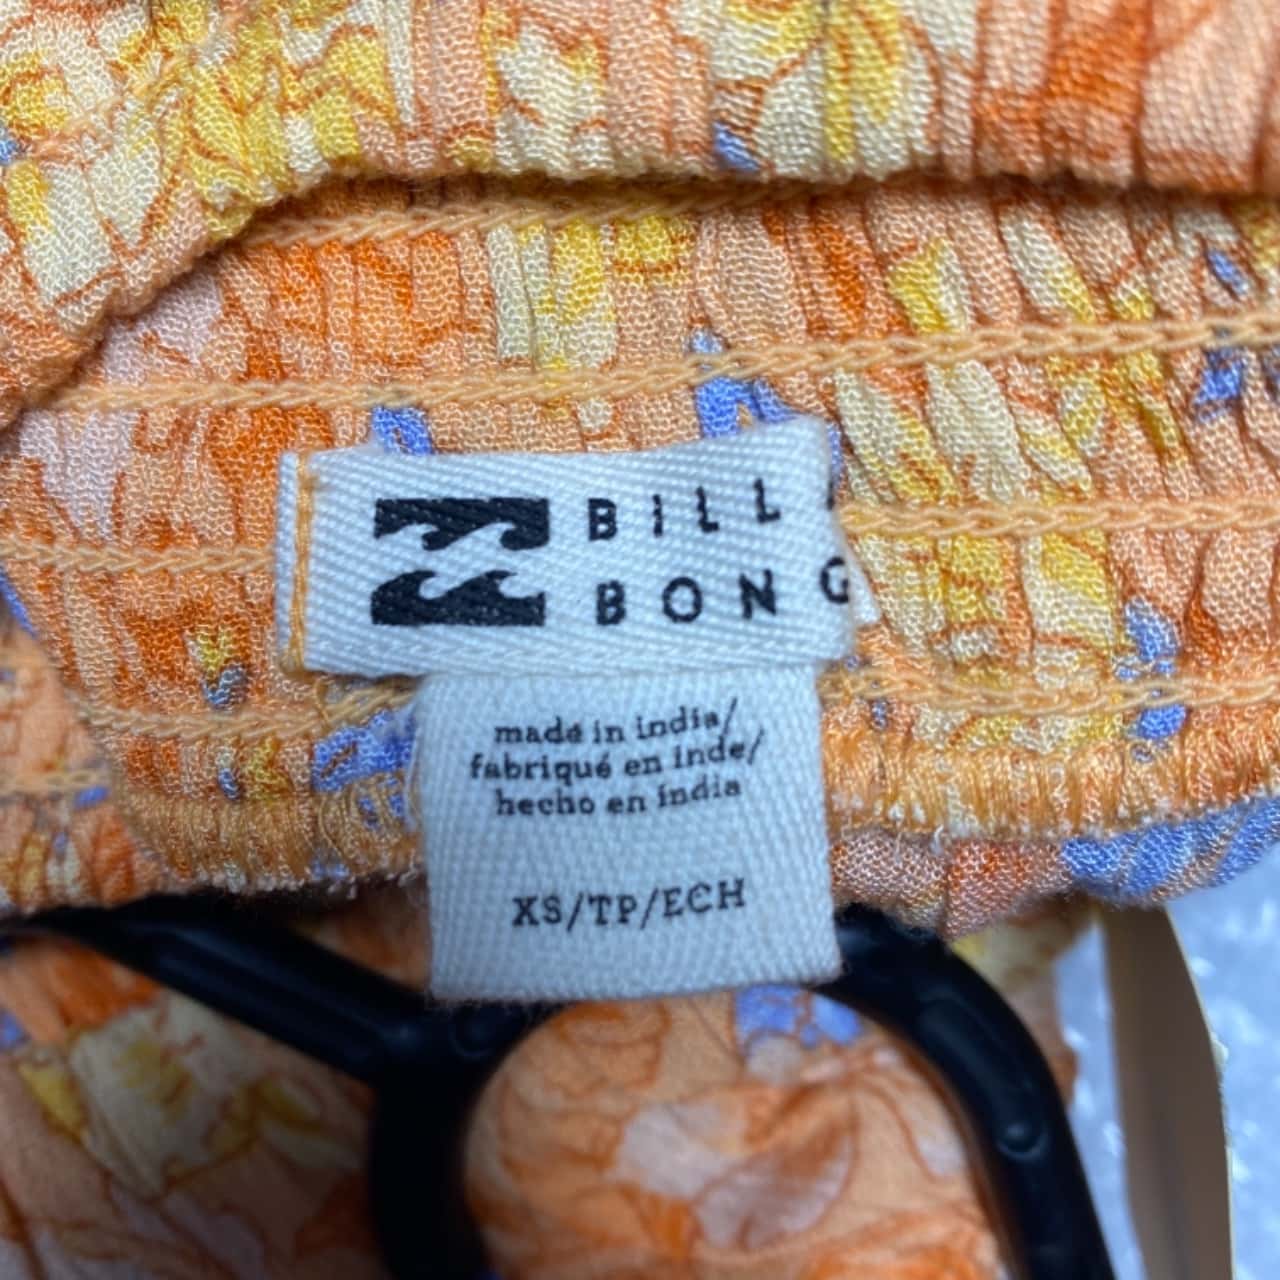 BILL
BONG
made in india/
fabriqué en inde/
hecho en india
XS/TP/ECH